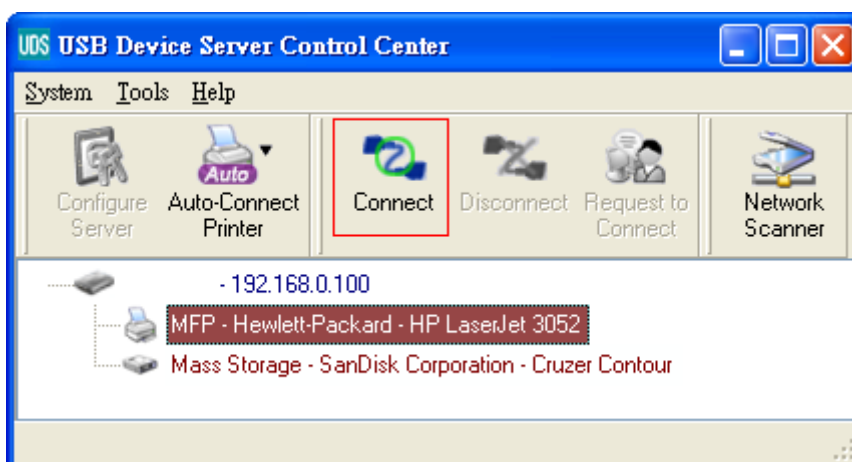 UDS USB Device Server Control Center
System Tools Help
Auto
Configure Server
Auto-Connect Printer
Connect
Disconnect
Request to Connect
Network Scanner
- 192.168.0.100
MFP - Hewlett-Packard - HP LaserJet 3052
Mass Storage - SanDisk Corporation - Cruzer Contour